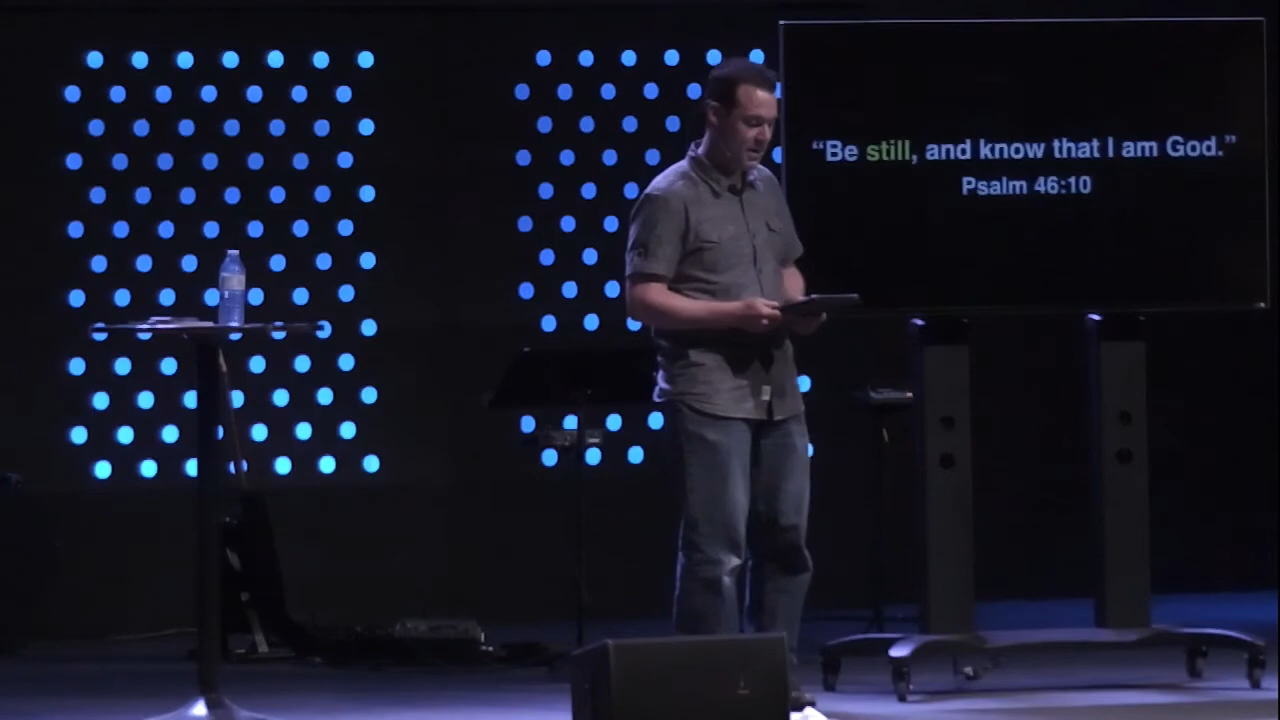 “Be still, and know that I am God.”
Psalm 46:10